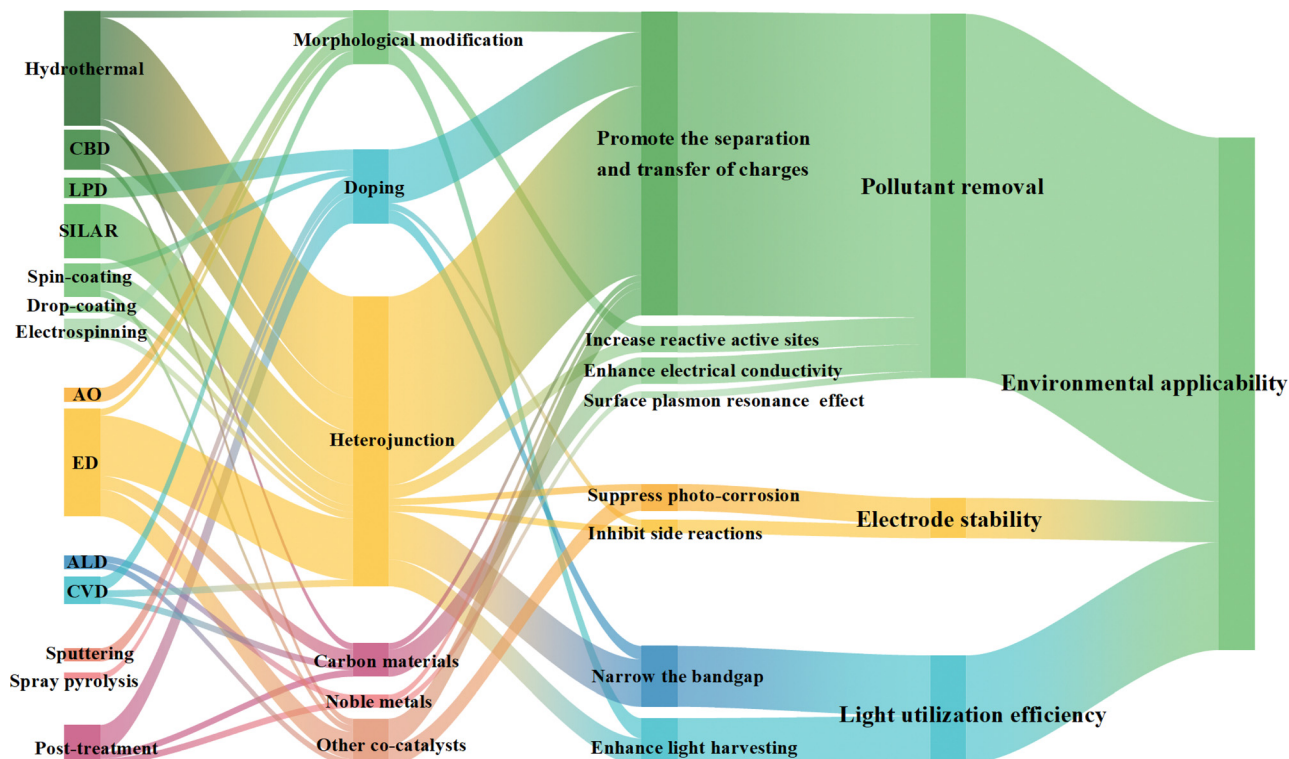 Hydrothermal
CBD
LPD
SILAR
Spin-coating
Drop-coating
Electrospinning
AO
ED
ALD
CVD
Sputtering
Spray pyrolysis
Post-treatment
Morphological modification
Doping
Heterojunction
Carbon materials
Noble metals
Other co-catalysts
Promote the separation
and transfer of charges
Increase reactive active sites
Enhance electrical conductivity
Surface plasmon resonance effect
Suppress photo-corrosion
Inhibit side reactions
Narrow the bandgap
Enhance light harvesting
Pollutant removal
Electrode stability
Light utilization efficiency
Environmental applicability